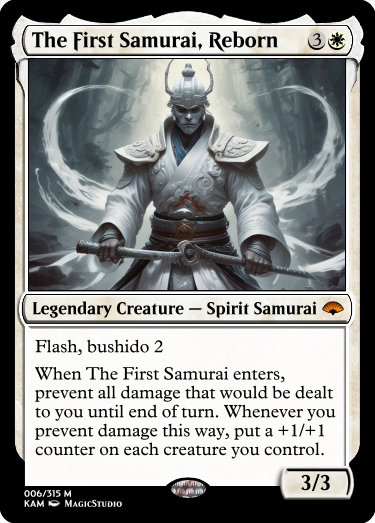 The First Samurai, Reborn 3
Legendary Creature — Spirit Samurai
Flash, bushido 2
When The First Samurai enters,
prevent all damage that would be dealt
to you until end of turn. Whenever you
prevent damage this way, put a +1/+1
counter on each creature you control.
3/3
006/315 M
KAM MagicStudio